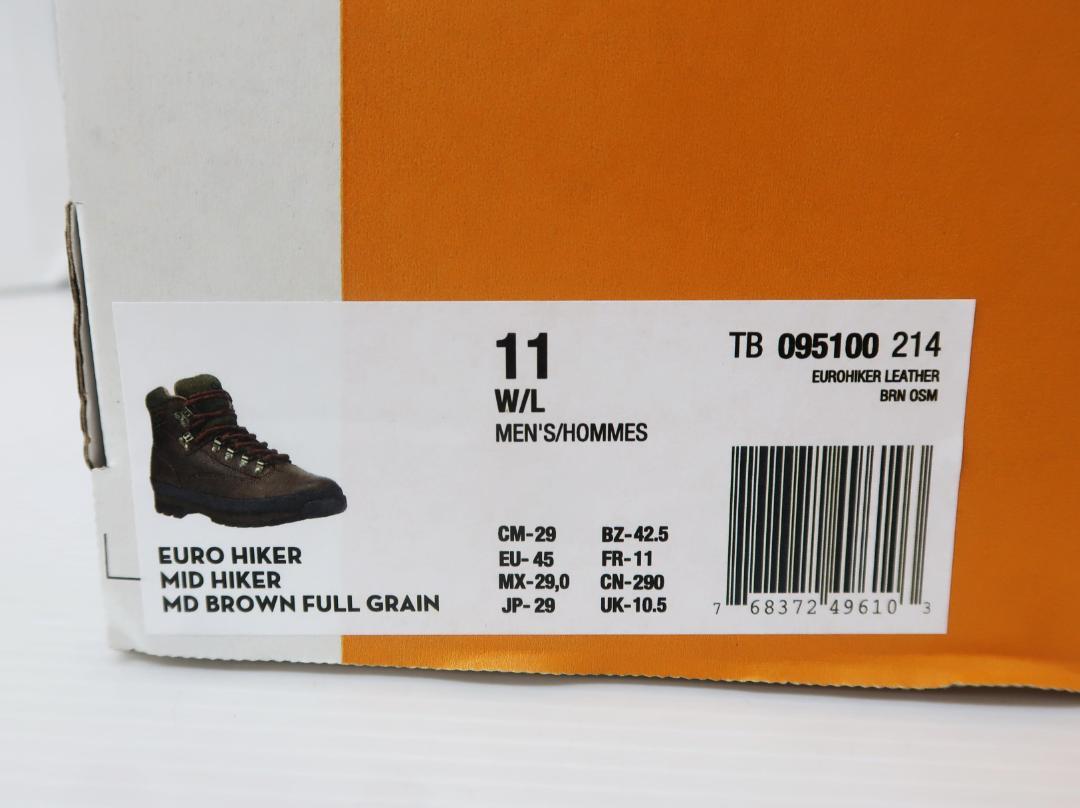 11
W/L
MEN'S/HOMMES
TB 095100 214
EUROHIKER LEATHER
BRN OSM
EURO HIKER
MID HIKER
MD BROWN FULL GRAIN
CM-29 BZ-42.5
EU-45 FR-11
MX-29,0 CN-290
JP-29 UK-10.5
7 68372 49610 3